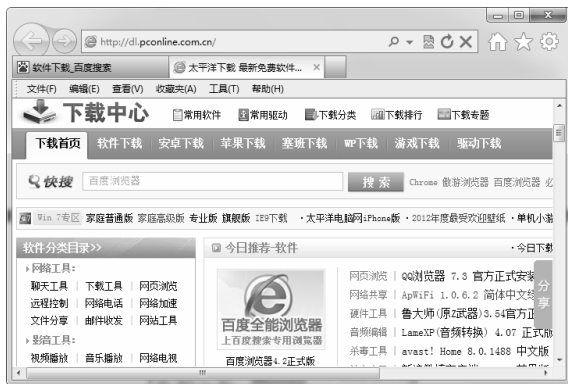 http://dl.pconline.com.cn/
软件下载_百度搜索
太平洋下载 最新免费软件...
文件(F) 编辑(E) 查看(V) 收藏夹(A) 工具(T) 帮助(H)
下载中心 常用软件 常用驱动 下载分类 下载排行 下载专题
下载首页 软件下载 安卓下载 苹果下载 塞班下载 WP下载 游戏下载 驱动下载
快搜 百度浏览器 搜索 Chrome 傲游浏览器 百度浏览器 必
Win 7专区 家庭普通版 家庭高级版 专业版 旗舰版 IE9下载 ·太平洋电脑网iPhone版 ·2012年度最受欢迎壁纸 ·单机小游
软件分类目录>>
今日推荐-软件
·今日下载
网络工具:
聊天工具 | 下载工具 | 网页浏览
远程控制 | 网络电话 | 网络加速
文件分享 | 邮件收发 | 网站工具
影音工具:
视频播放 | 音乐播放 | 网络电视
百度全能浏览器
上百度搜索专用浏览器
百度浏览器4.2正式版
网页浏览 | QQ浏览器 7.3 官方正式安装
网络共享 | ApWiFi 1.0.6.2 简体中文
硬件工具 | 鲁大师(原Z武器)3.54官方正
音频编辑 | LameXP(音频转换) 4.07 正式版
杀毒工具 | avast! Home 8.0.1488 中文版
分享